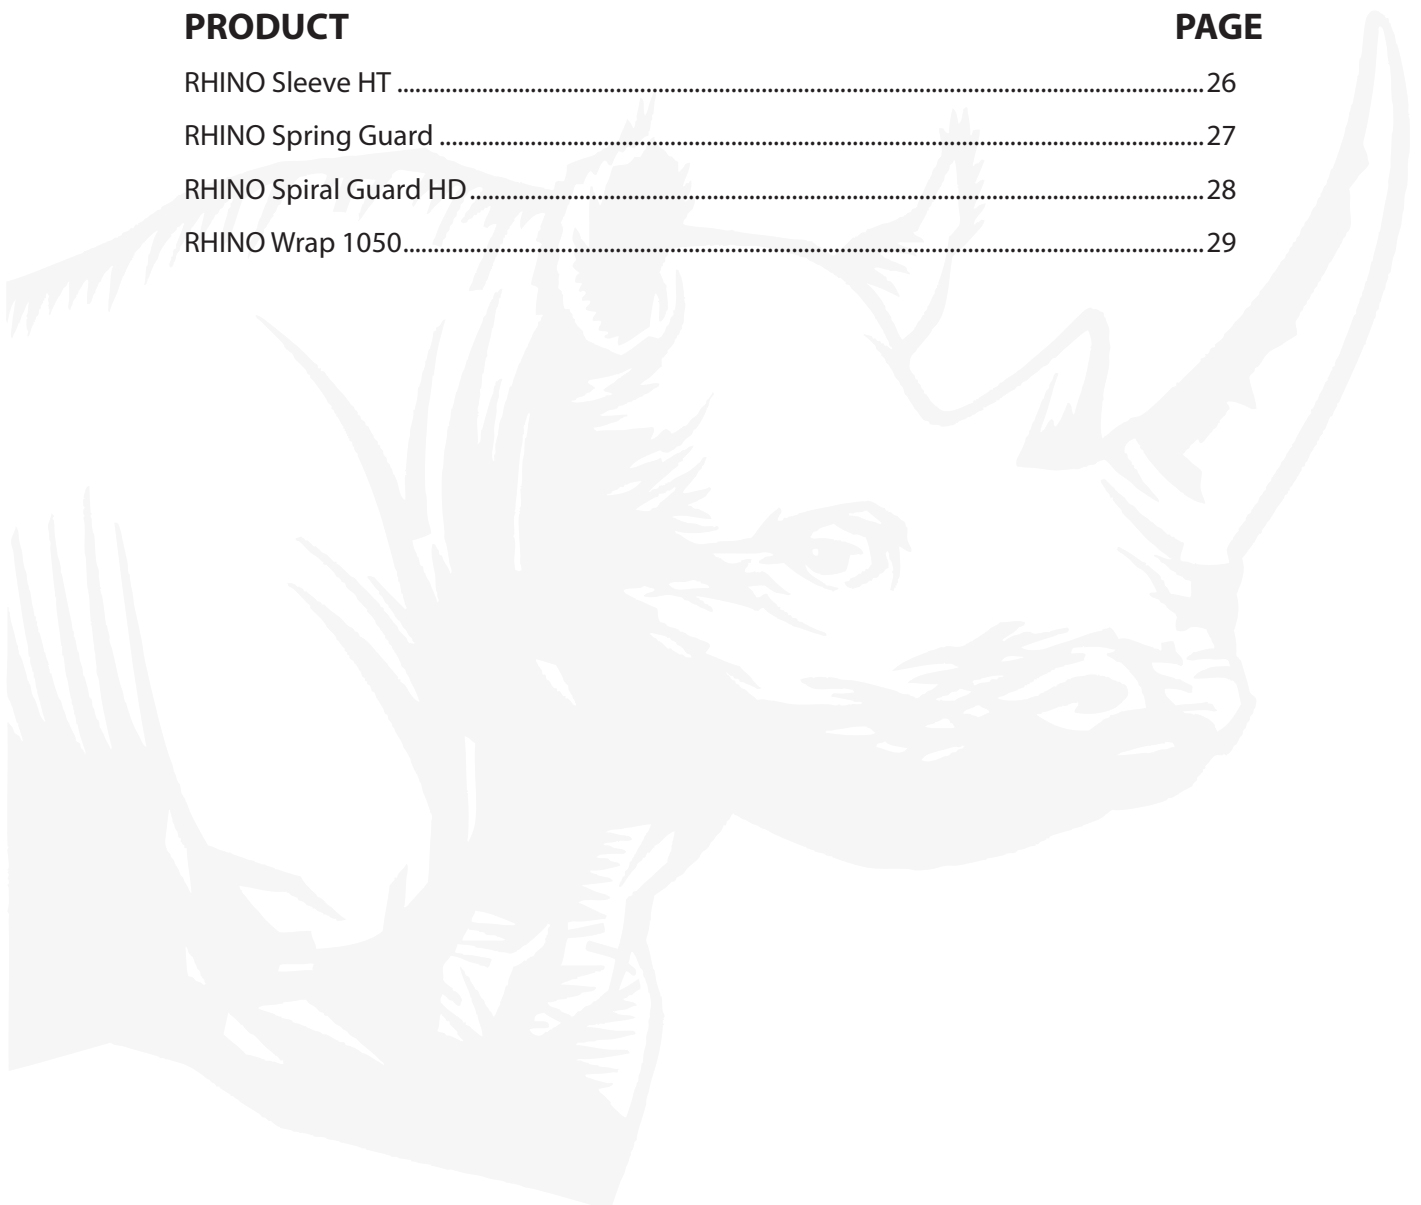 PRODUCT PAGE
RHINO Sleeve HT ........................................................................................................ 26
RHINO Spring Guard ........................................................................................................ 27
RHINO Spiral Guard HD ........................................................................................................ 28
RHINO Wrap 1050 ........................................................................................................ 29